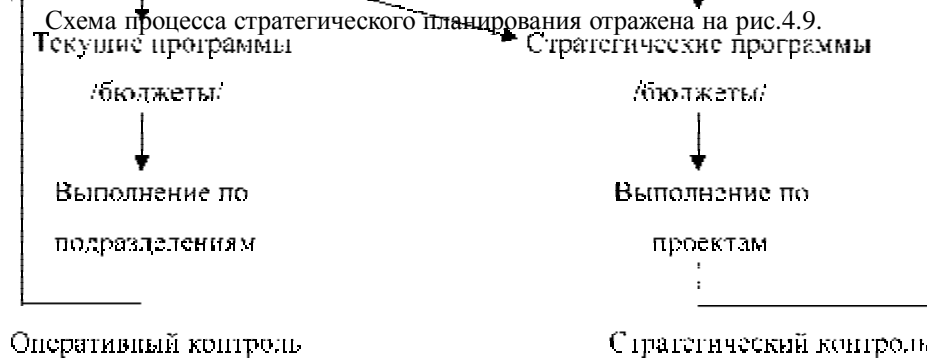 Схема процесса стратегического планирования отражена на рис.4.9.
Текущие программы Стратегические программы
/бюджеты/ /бюджеты/
Выполнение по Выполнение по
подразделениям проектам
Оперативный контроль Стратегический контроль